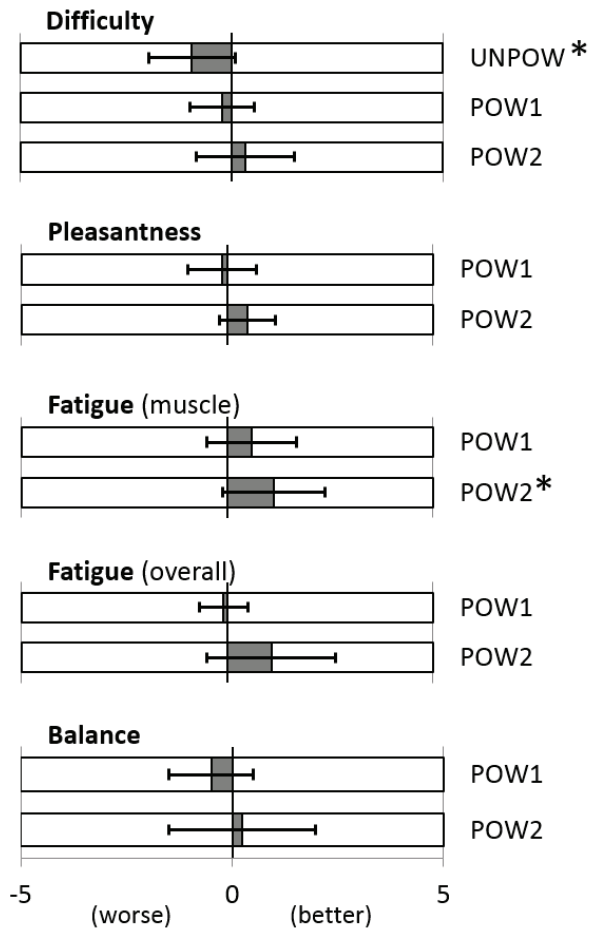 Difficulty
UNPOW *
POW1
POW2
Pleasantness
POW1
POW2
Fatigue (muscle)
POW1
POW2*
Fatigue (overall)
POW1
POW2
Balance
POW1
POW2
-5 0 5
(worse) (better)